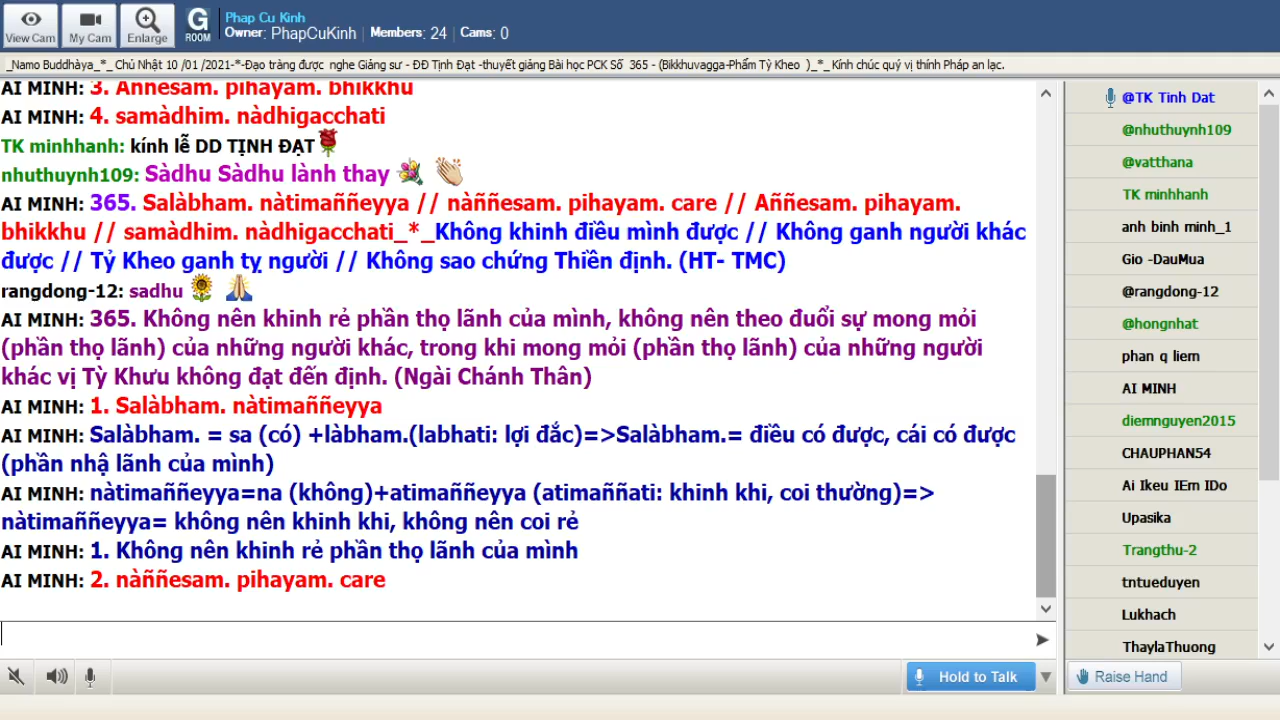 Phap Cu Kinh
View Cam My Cam Enlarge G ROOM Owner: PhapCuKinh Members: 24 Cams: 0
_Namo Buddhàya_*_ Chủ Nhật 10 /01 /2021-*-Đạo tràng được nghe Giảng sư - ĐĐ Tịnh Đạt -thuyết giảng Bài học PCK Số 365 - (Bikkhuvagga-Phẩm Tỳ Kheo )_*_ Kính chúc quý vị thính Pháp an lạc.
AI MINH: 3. Aññesam. pihayam. bhikkhu
AI MINH: 4. samàdhim. nàdhigacchati
TK minhhanh: kính lễ DD TỊNH ĐẠT
nhuthuynh109: Sàdhu Sàdhu lành thay
AI MINH: 365. Salàbham. nàtimaññeyya // nàññesam. pihayam. care // Aññesam. pihayam.
bhikkhu // samàdhim. nàdhigacchati_*_Không khinh điều mình được // Không ganh người khác
được // Tỷ Kheo ganh tỵ người // Không sao chứng Thiền định. (HT- TMC)
rangdong-12: sadhu
AI MINH: 365. Không nên khinh rẻ phần thọ lãnh của mình, không nên theo đuổi sự mong mỏi
(phần thọ lãnh) của những người khác, trong khi mong mỏi (phần thọ lãnh) của những người
khác vị Tỳ Khưu không đạt đến định. (Ngài Chánh Thân)
AI MINH: 1. Salàbham. nàtimaññeyya
AI MINH: Salàbham. = sa (có) +làbham.(labhati: lợi đắc)=>Salàbham.= điều có được, cái có được
(phần nhậ lãnh của mình)
AI MINH: nàtimaññeyya=na (không)+atimaññeyya (atimaññati: khinh khi, coi thường)=>
nàtimaññeyya= không nên khinh khi, không nên coi rẻ
AI MINH: 1. Không nên khinh rẻ phần thọ lãnh của mình
AI MINH: 2. nàññesam. pihayam. care
@TK Tinh Dat
@nhuthuynh109
@vatthana
TK minhhanh
anh binh minh_1
Gio -DauMua
@rangdong-12
@hongnhat
phan q liem
AI MINH
diemnguyen2015
CHAUPHAN54
Ai Ikeu IEm IDo
Upasika
Trangthu-2
tntueduyen
Lukhach
ThaylaThuong
Hold to Talk
Raise Hand